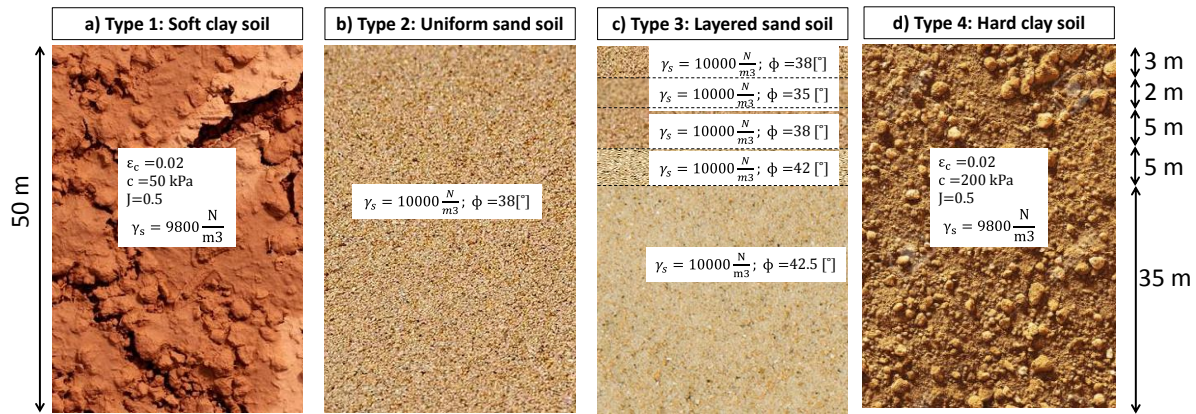 a) Type 1: Soft clay soil
b) Type 2: Uniform sand soil
c) Type 3: Layered sand soil
d) Type 4: Hard clay soil
50 m
ε_c =0.02
c =50 kPa
J=0.5
γ_s = 9800 N/m3
γ_s = 10000 N/m3; ϕ =38[°]
γ_s = 10000 N/m3; ϕ =38[°]
γ_s = 10000 N/m3; ϕ =35 [°]
γ_s = 10000 N/m3; ϕ =38 [°]
γ_s = 10000 N/m3; ϕ =42 [°]
γ_s = 10000 N/m3; ϕ =42.5 [°]
ε_c =0.02
c=200 kPa
J=0.5
γ_s = 9800 N/m3
3 m
2 m
5 m
5 m
35 m